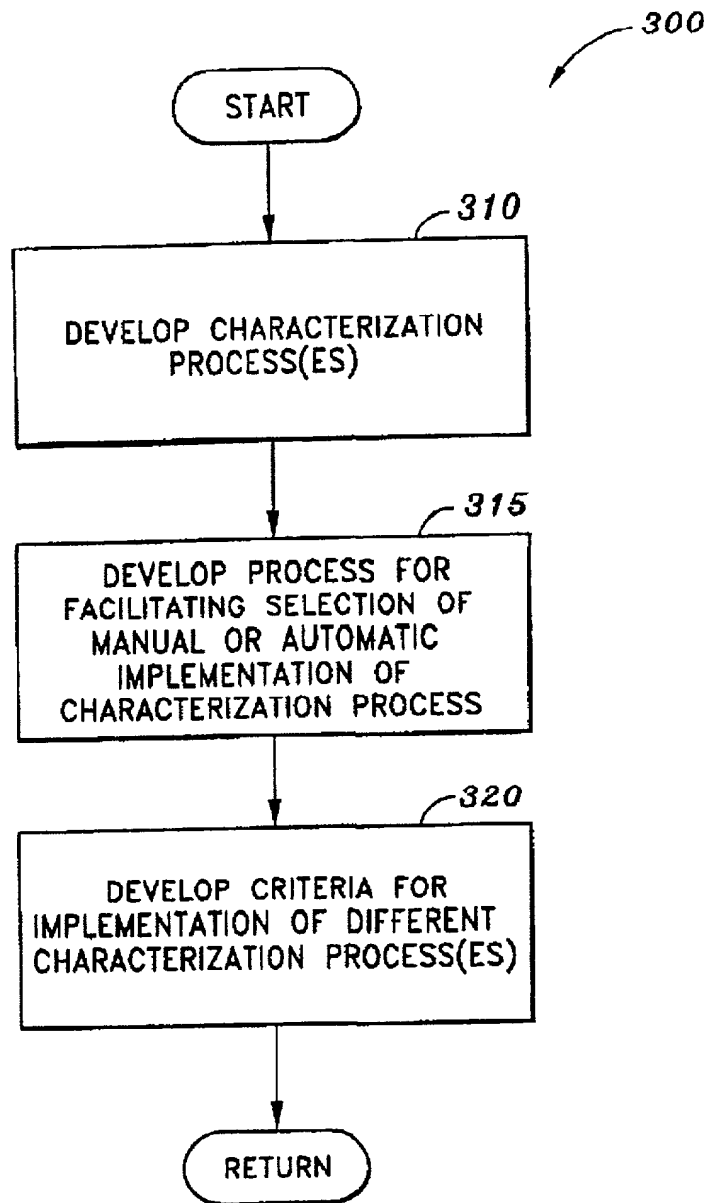 300
START
310
DEVELOP CHARACTERIZATION
PROCESS(ES)
315
DEVELOP PROCESS FOR
FACILITATING SELECTION OF
MANUAL OR AUTOMATIC
IMPLEMENTATION OF
CHARACTERIZATION PROCESS
320
DEVELOP CRITERIA FOR
IMPLEMENTATION OF DIFFERENT
CHARACTERIZATION PROCESS(ES)
RETURN